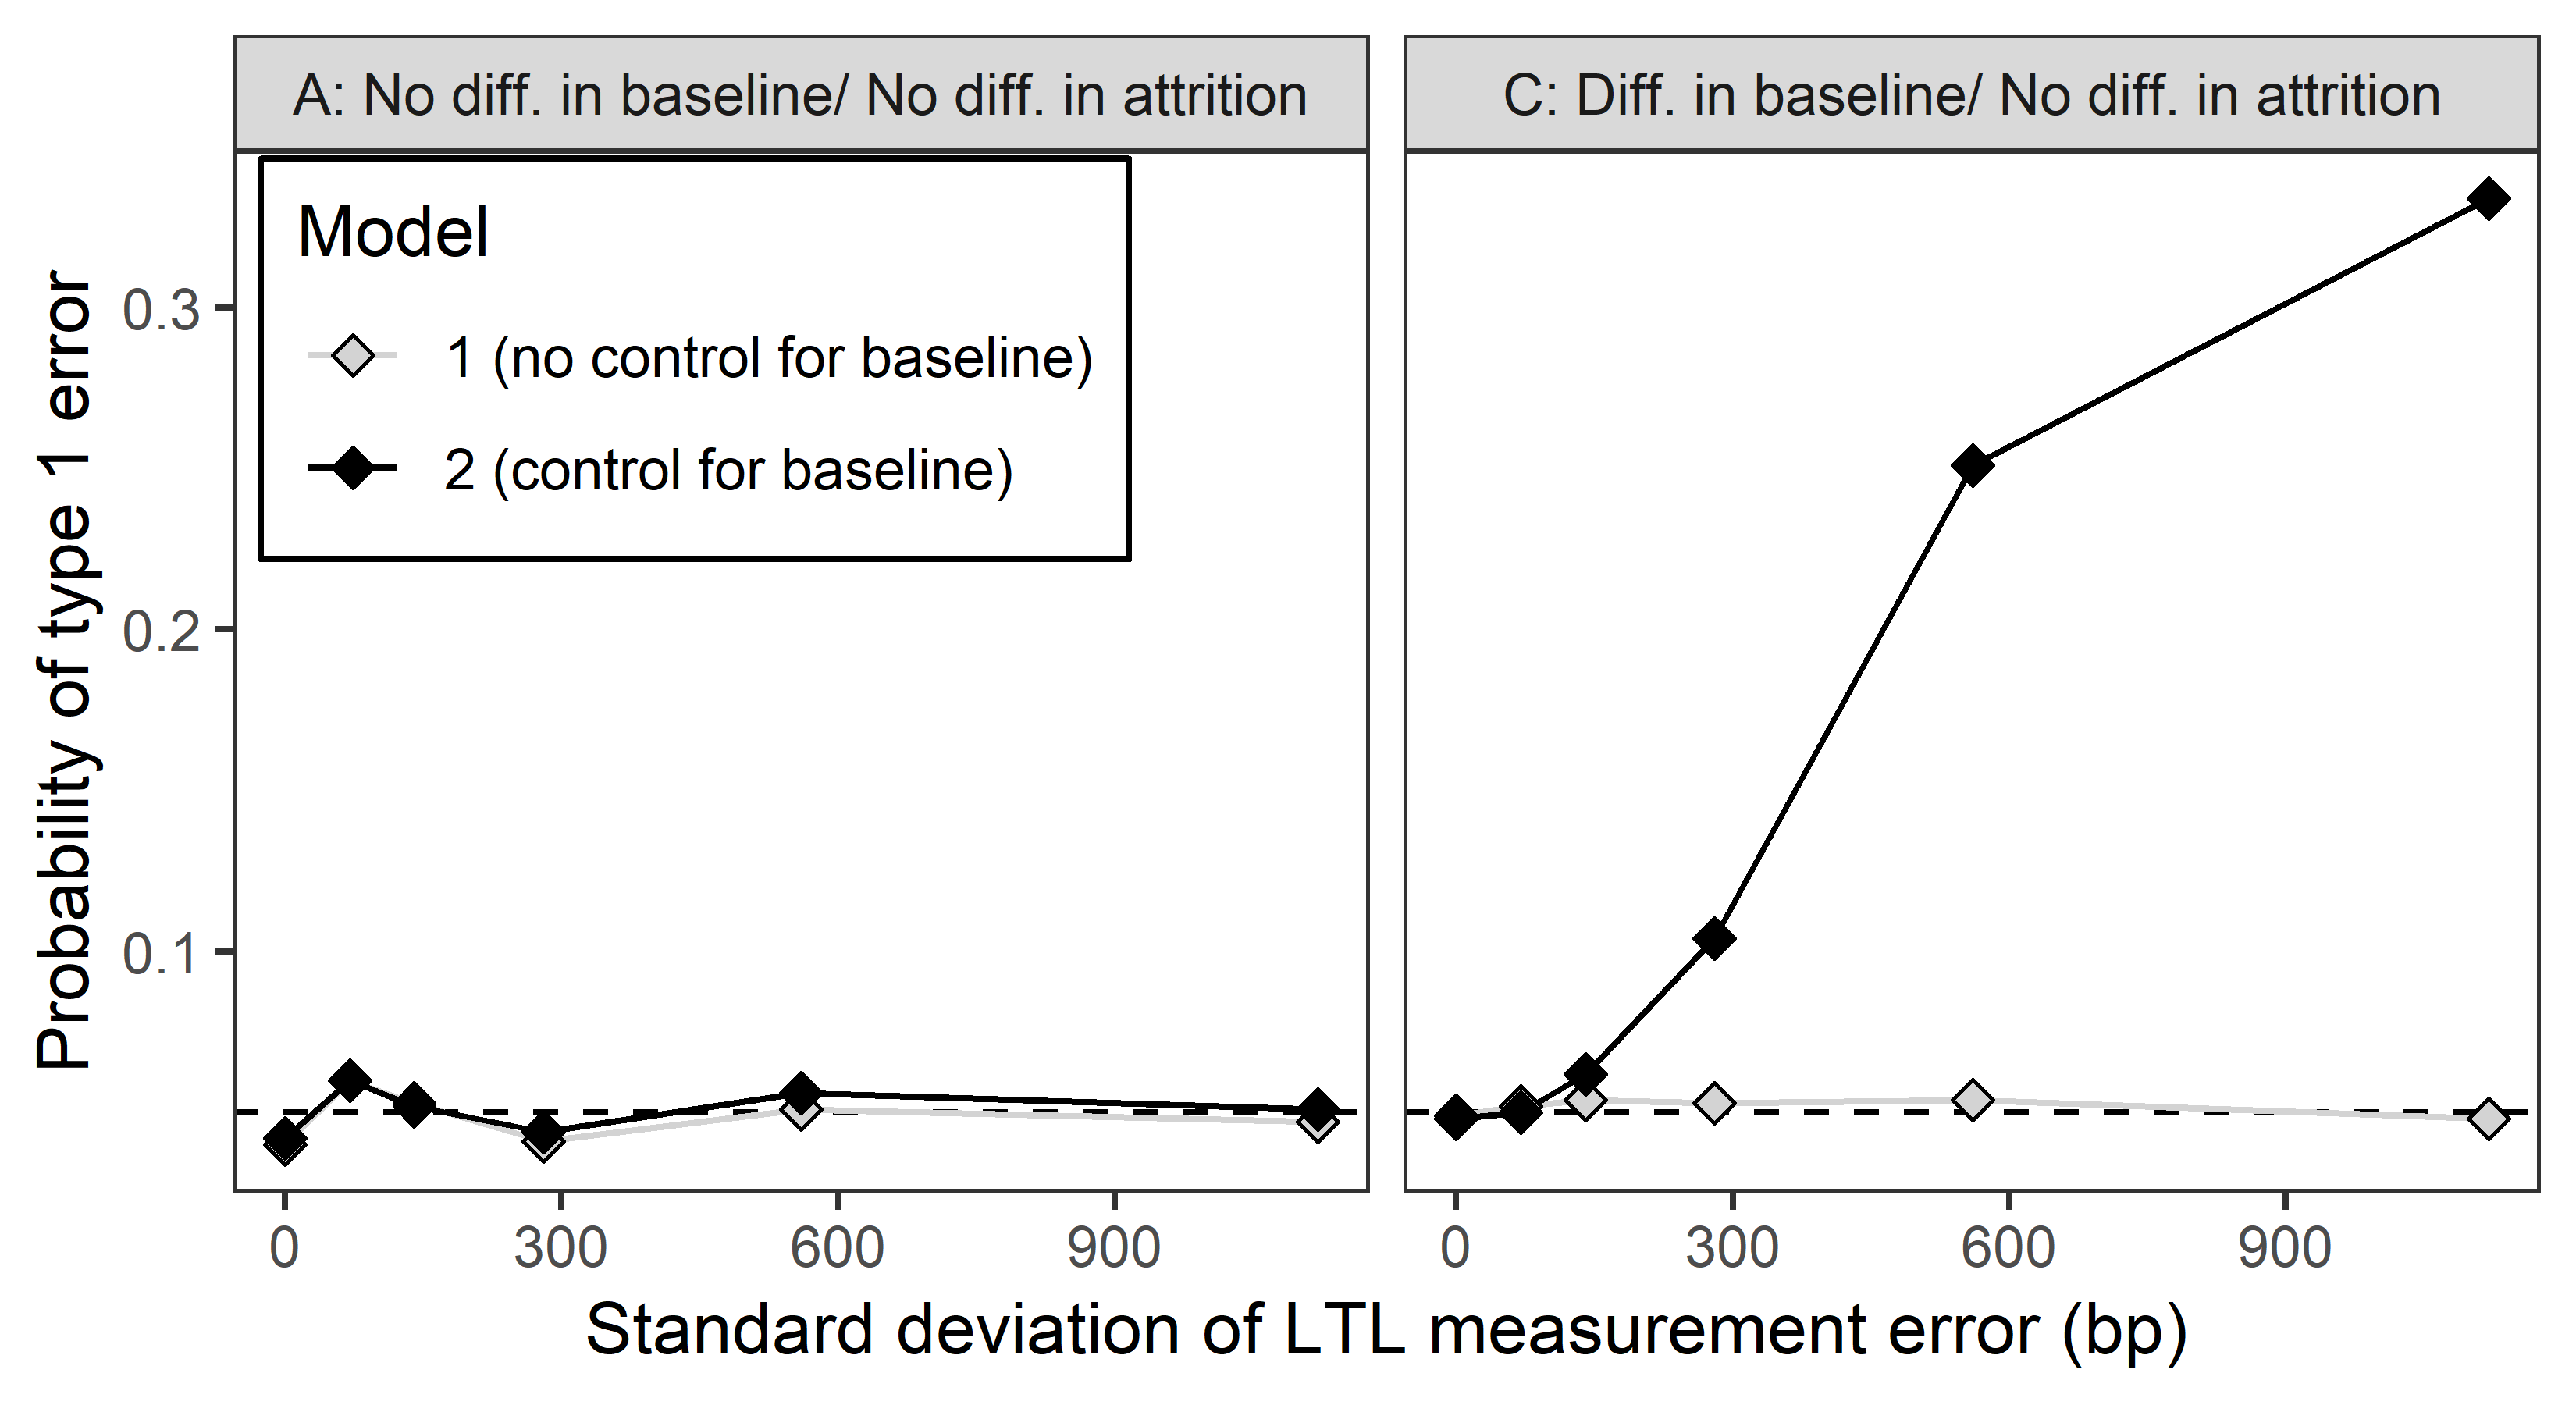 A: No diff. in baseline/ No diff. in attrition
C: Diff. in baseline/ No diff. in attrition
Model
1 (no control for baseline)
2 (control for baseline)
Probability of type 1 error
0.3
0.2
0.1
0 300 600 900
0 300 600 900
Standard deviation of LTL measurement error (bp)